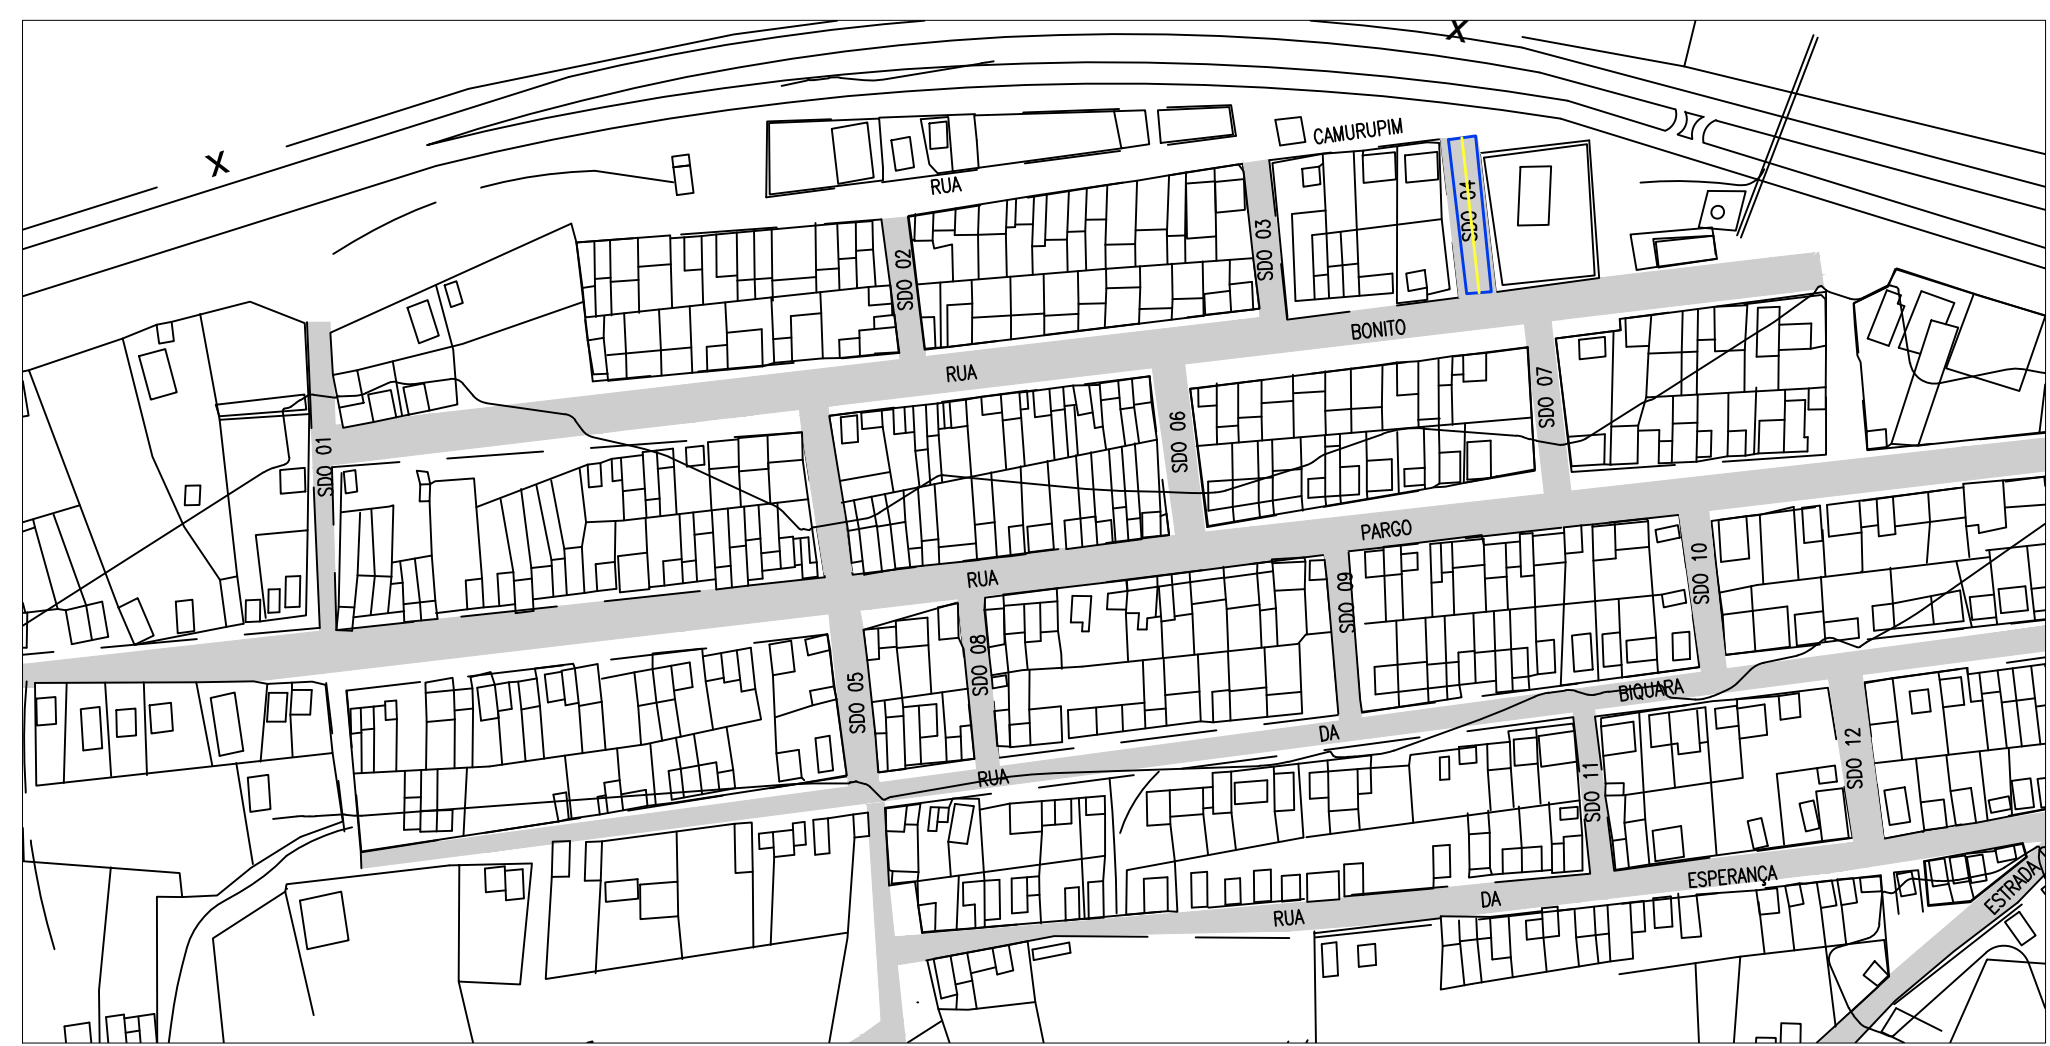 X
X
RUA CAMURUPIM
SDO 04
SDO 03
SDO 02
RUA BONITO
SDO 01
SDO 06
SDO 07
RUA PARGO
SDO 10
SDO 09
SDO 08
SDO 05
RUA DA BIQUARA
SDO 12
SDO 11
RUA DA ESPERANÇA
ESTRADA